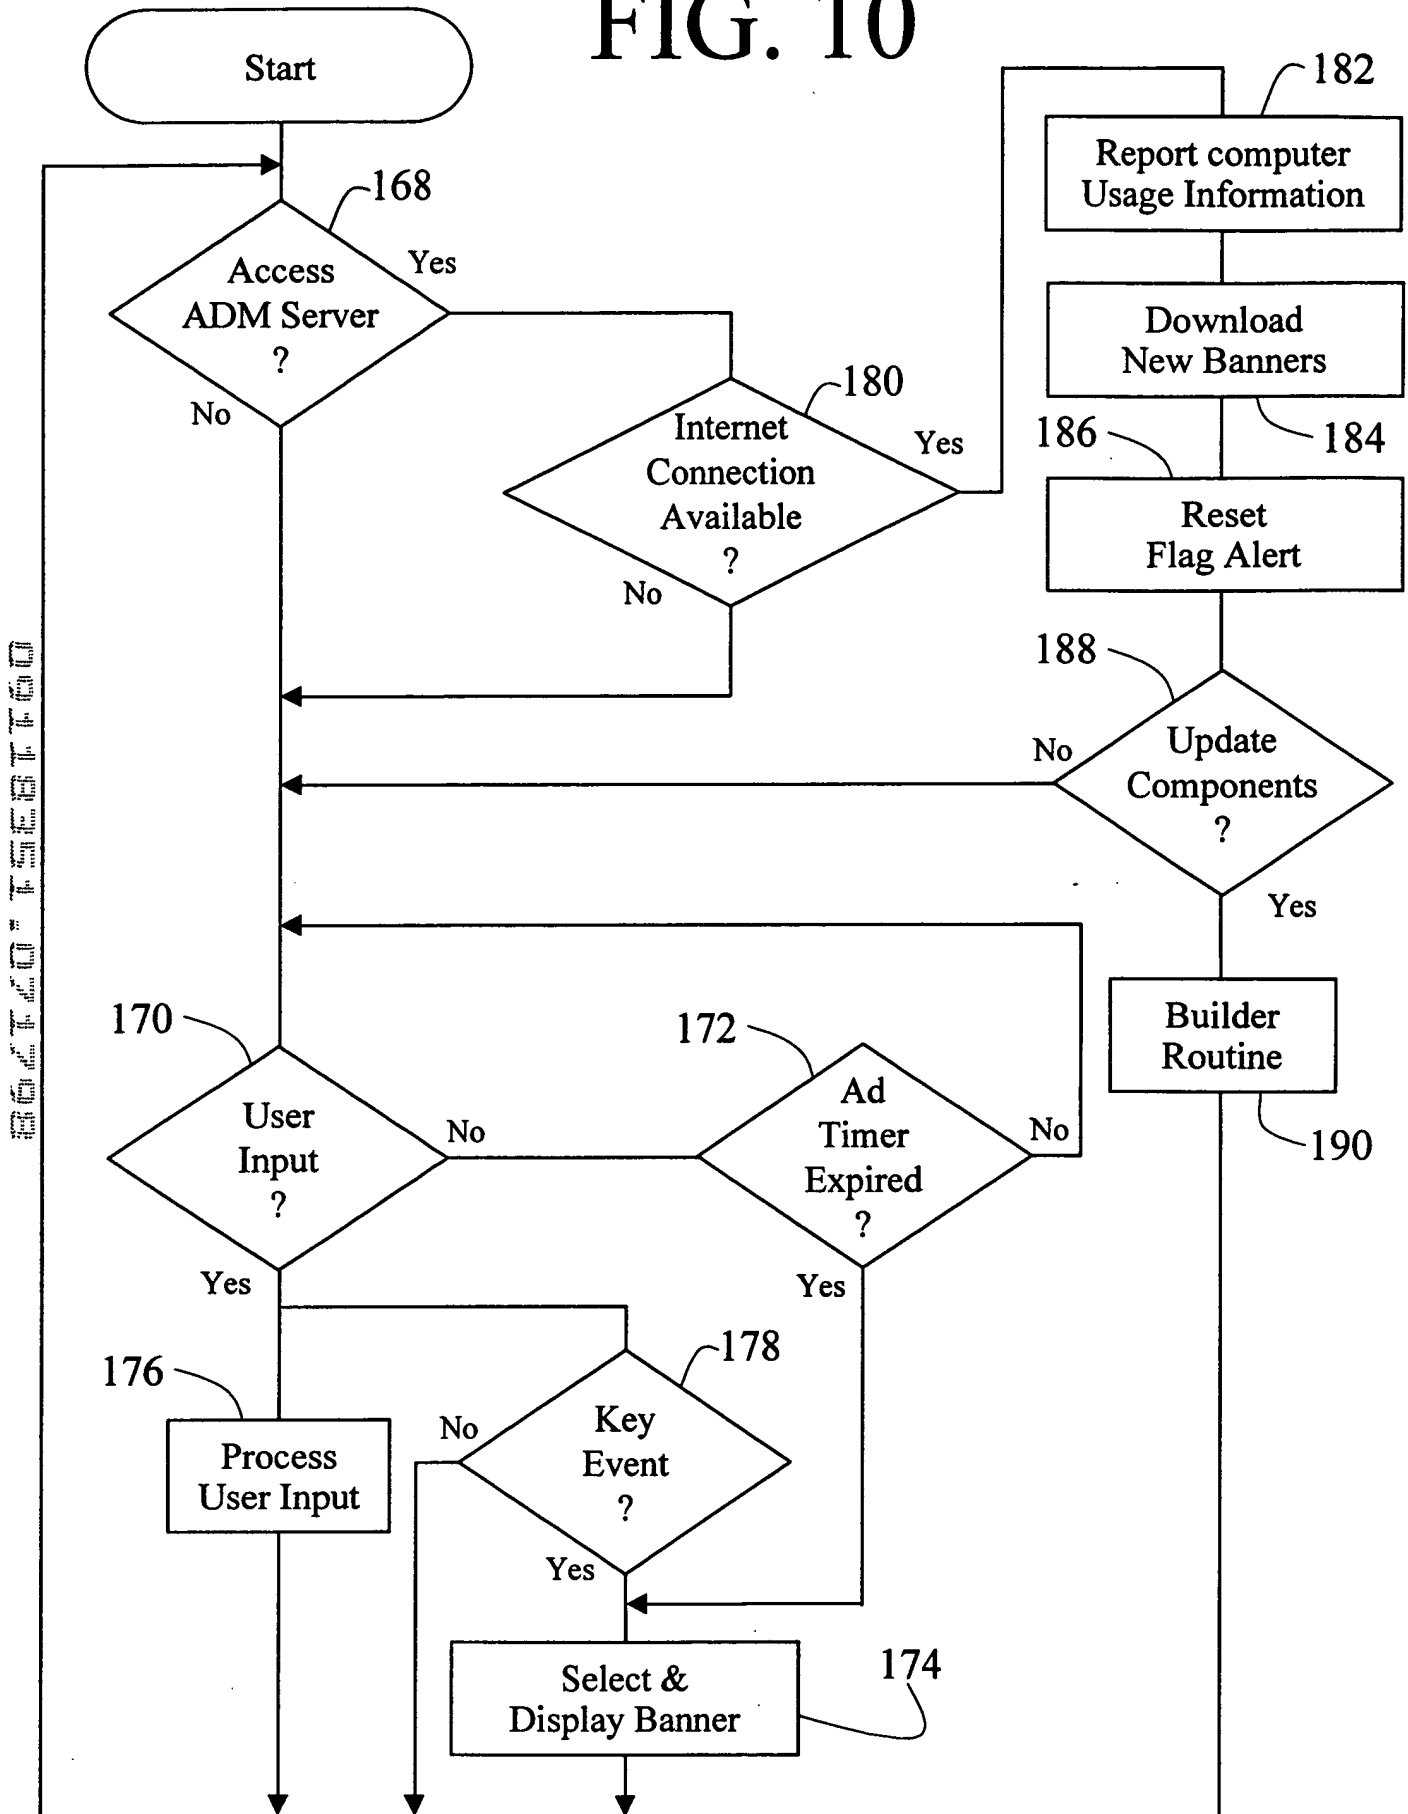 FIG. 10
Start
182
Report computer
Usage Information
168
Access
ADM Server
?
Yes
No
Download
New Banners
184
180
Internet
Connection
Available
?
Yes
No
186
Reset
Flag Alert
188
Update
Components
?
No
Yes
170
User
Input
?
No
Yes
172
Ad
Timer
Expired
?
No
Yes
Builder
Routine
190
176
Process
User Input
178
Key
Event
?
No
Yes
Select &
Display Banner
174